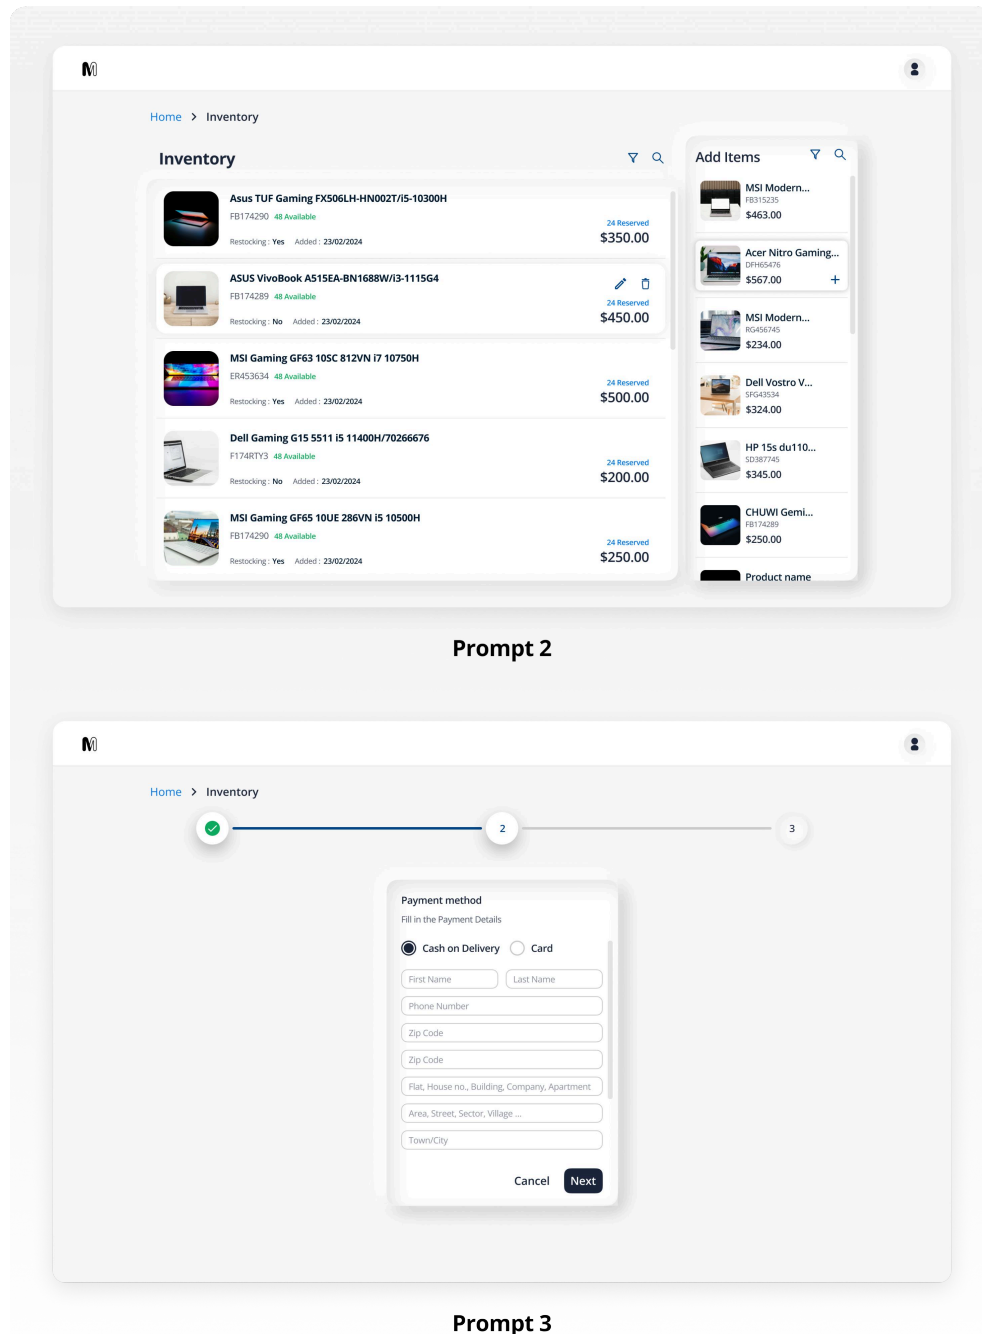 M
Home > Inventory
Inventory
Asus TUF Gaming FX506LH-HN002T/i5-10300H
FB174290 48 Available
24 Reserved
Restocking : Yes Added : 23/02/2024
$350.00
ASUS VivoBook A515EA-BN1688W/i3-1115G4
FB174289 48 Available
24 Reserved
Restocking : No Added : 23/02/2024
$450.00
MSI Gaming GF63 10SC 812VN i7 10750H
ER453634 48 Available
24 Reserved
Restocking : Yes Added : 23/02/2024
$500.00
Dell Gaming G15 5511 i5 11400H/70266676
F174RTY3 48 Available
24 Reserved
Restocking : No Added : 23/02/2024
$200.00
MSI Gaming GF65 10UE 286VN i5 10500H
FB174290 48 Available
24 Reserved
Restocking : Yes Added : 23/02/2024
$250.00
Add Items
MSI Modern...
FB315235
$463.00
Acer Nitro Gaming...
DFH65476
$567.00 +
MSI Modern...
RG456745
$234.00
Dell Vostro V...
SFG43534
$324.00
HP 15s du110...
SD387745
$345.00
CHUWI Gemi...
FB174289
$250.00
Product name
Prompt 2
M
Home > Inventory
2
3
Payment method
Fill in the Payment Details
Cash on Delivery Card
First Name Last Name
Phone Number
Zip Code
Zip Code
Flat, House no., Building, Company, Apartment
Area, Street, Sector, Village ...
Town/City
Cancel Next
Prompt 3